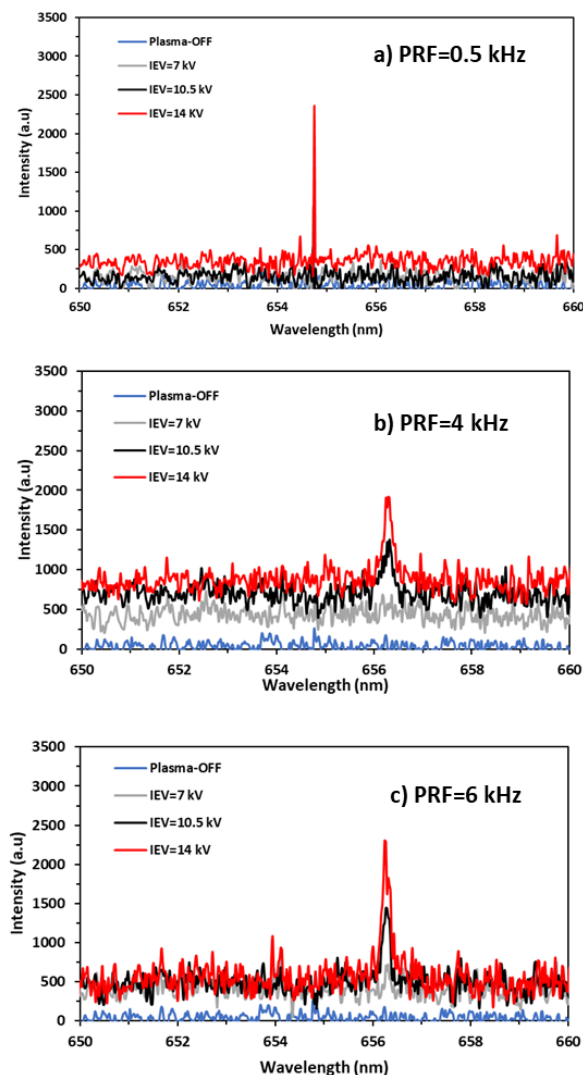 3500
3000
2500
2000
1500
1000
500
0
Intensity (a.u)
Plasma-OFF
IEV=7 kV
IEV=10.5 kV
IEV=14 KV
a) PRF=0.5 kHz
650 652 654 656 658 660
Wavelength (nm)
3500
3000
2500
2000
1500
1000
500
0
Intensity (a.u)
Plasma-OFF
IEV=7 kV
IEV=10.5 kV
IEV=14 kV
b) PRF=4 kHz
650 652 654 656 658 660
Wavelength (nm)
3500
3000
2500
2000
1500
1000
500
0
Intensity (a.u)
Plasma-OFF
IEV=7 kV
IEV=10.5 kV
IEV=14 kV
c) PRF=6 kHz
650 652 654 656 658 660
Wavelength (nm)